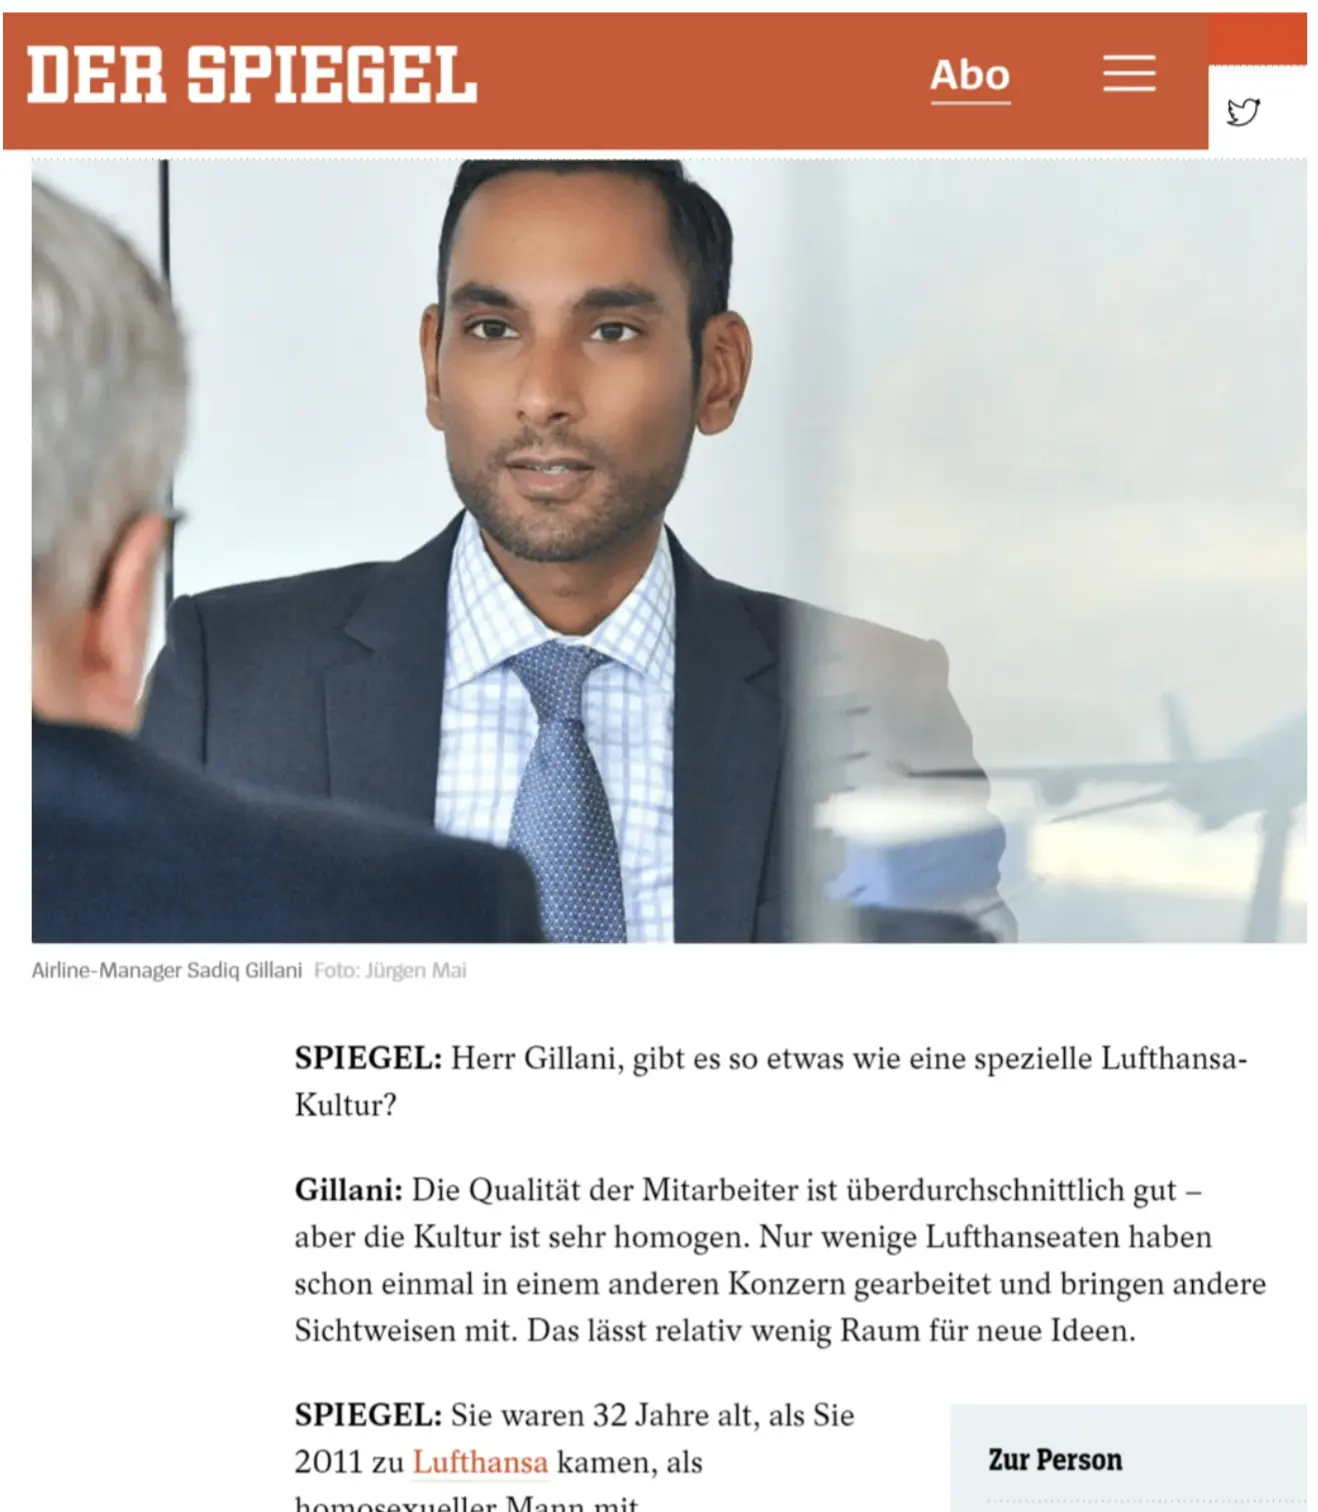 DER SPIEGEL
Abo
Airline-Manager Sadiq Gillani Foto: Jürgen Mai
SPIEGEL: Herr Gillani, gibt es so etwas wie eine spezielle Lufthansa-
Kultur?
Gillani: Die Qualität der Mitarbeiter ist überdurchschnittlich gut –
aber die Kultur ist sehr homogen. Nur wenige Lufthanseaten haben
schon einmal in einem anderen Konzern gearbeitet und bringen andere
Sichtweisen mit. Das lässt relativ wenig Raum für neue Ideen.
SPIEGEL: Sie waren 32 Jahre alt, als Sie
2011 zu Lufthansa kamen, als
homosexueller Mann mit
Zur Person